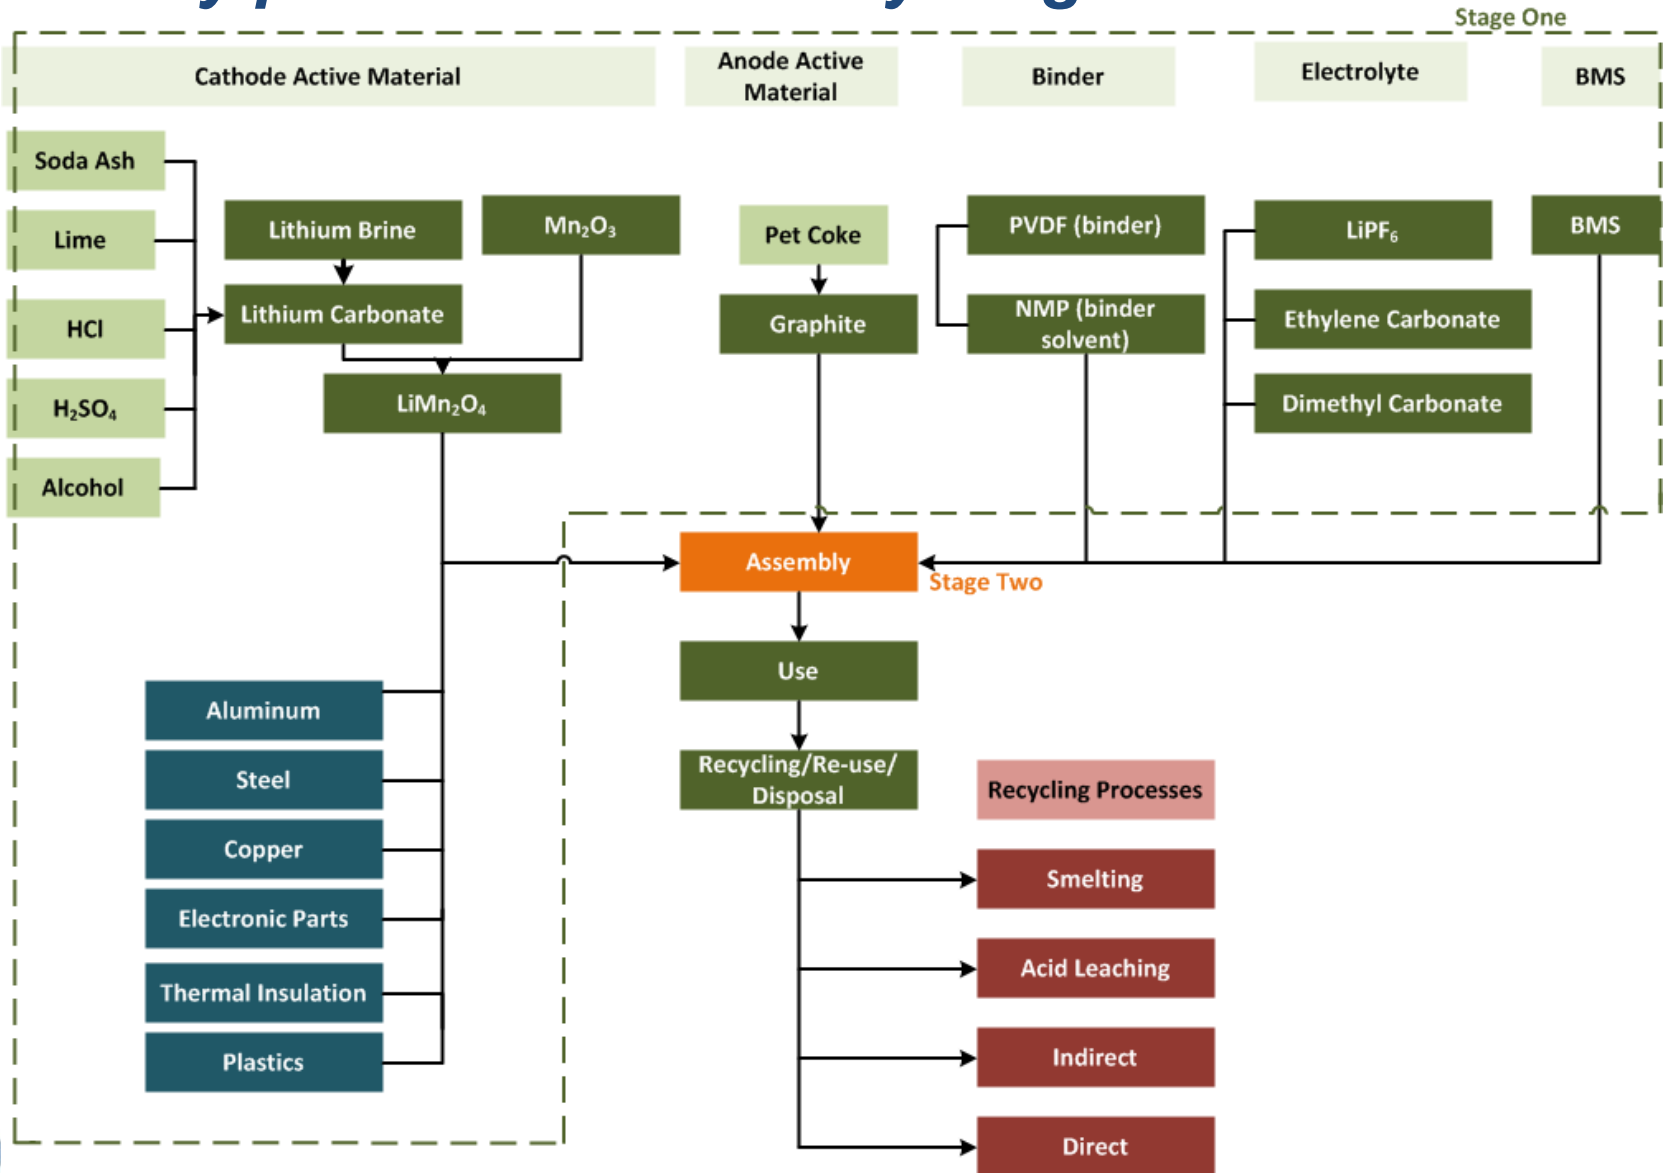 Stage One
Cathode Active Material
Anode Active
Material
Binder
Electrolyte
BMS
Soda Ash
Lime
HCl
H₂SO₄
Alcohol
Lithium Brine
Mn₂O₃
Lithium Carbonate
LiMn₂O₄
Pet Coke
Graphite
PVDF (binder)
NMP (binder
solvent)
LiPF₆
Ethylene Carbonate
Dimethyl Carbonate
BMS
Assembly
Stage Two
Use
Recycling/Re-use/
Disposal
Aluminum
Steel
Copper
Electronic Parts
Thermal Insulation
Plastics
Recycling Processes
Smelting
Acid Leaching
Indirect
Direct